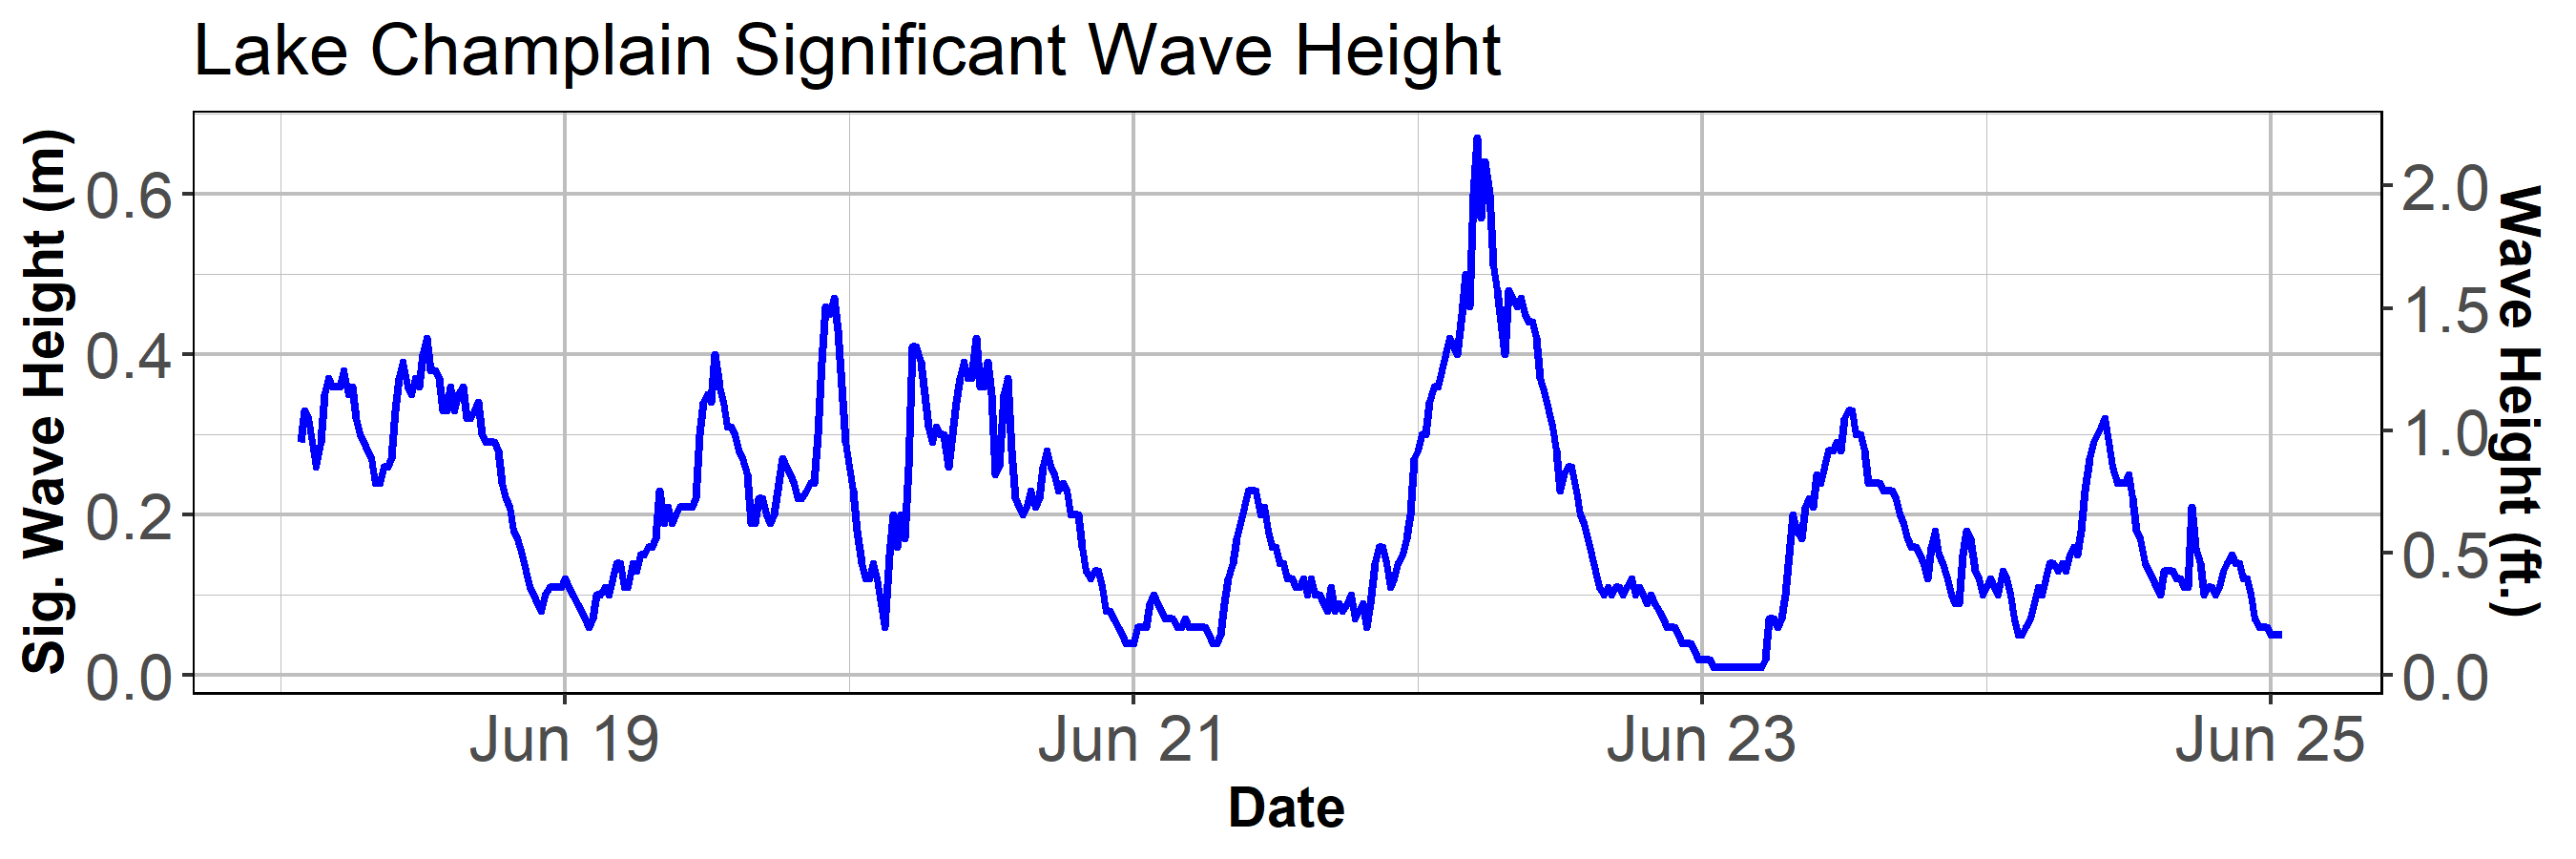 Lake Champlain Significant Wave Height
Sig. Wave Height (m)
0.6
0.4
0.2
0.0
2.0
1.5
1.0
0.5
0.0
Wave Height (ft.)
Jun 19
Jun 21
Jun 23
Jun 25
Date